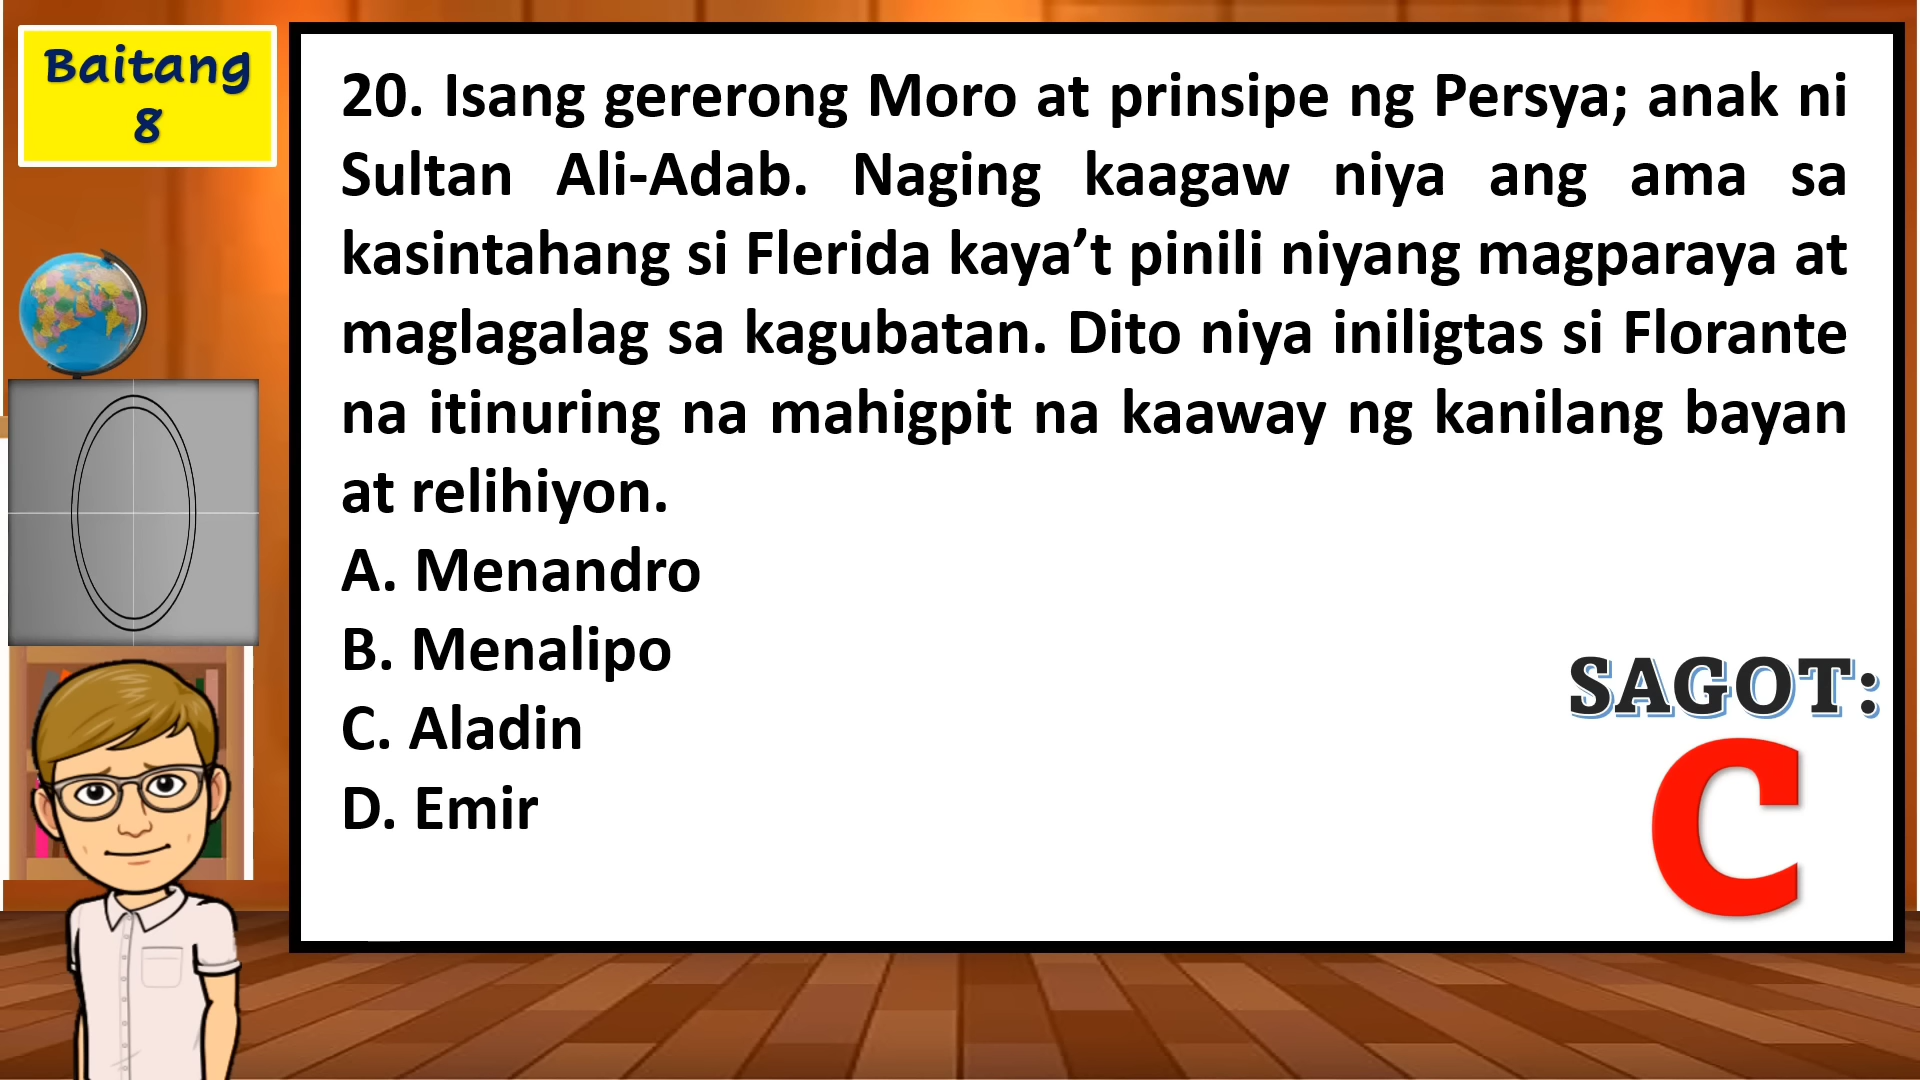 Baitang
8
20. Isang gererong Moro at prinsipe ng Persya; anak ni
Sultan Ali-Adab. Naging kaagaw niya ang ama sa
kasintahang si Flerida kaya’t pinili niyang magparaya at
maglagalag sa kagubatan. Dito niya iniligtas si Florante
na itinuring na mahigpit na kaaway ng kanilang bayan
at relihiyon.
A. Menandro
B. Menalipo
C. Aladin
D. Emir
SAGOT:
C